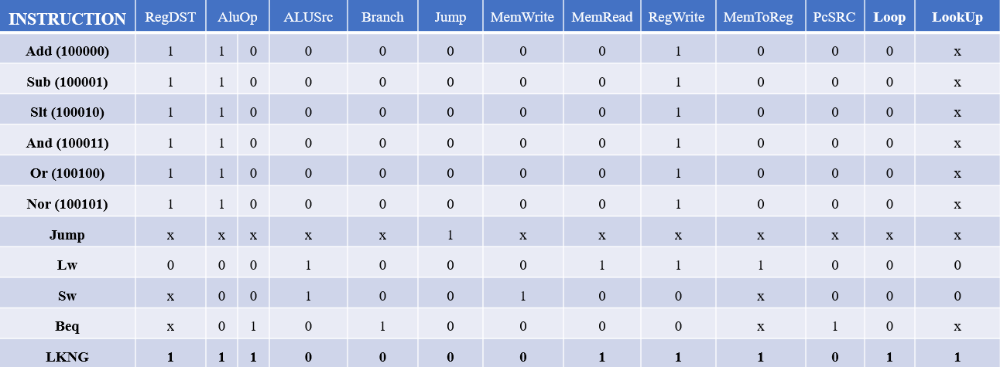 INSTRUCTION RegDST AluOp ALUSrc Branch Jump MemWrite MemRead RegWrite MemToReg PcSRC Loop LookUp
Add (100000) 1 1 0 0 0 0 0 0 1 0 0 0 x
Sub (100001) 1 1 0 0 0 0 0 0 1 0 0 0 x
Slt (100010) 1 1 0 0 0 0 0 0 1 0 0 0 x
And (100011) 1 1 0 0 0 0 0 0 1 0 0 0 x
Or (100100) 1 1 0 0 0 0 0 0 1 0 0 0 x
Nor (100101) 1 1 0 0 0 0 0 0 1 0 0 0 x
Jump x x x x x 1 x x x x x x x
Lw 0 0 0 1 0 0 0 1 1 1 0 0 0
Sw x 0 0 1 0 0 1 0 0 x 0 0 0
Beq x 0 1 0 1 0 0 0 0 x 1 0 x
LKNG 1 1 1 0 0 0 0 1 1 1 0 1 1